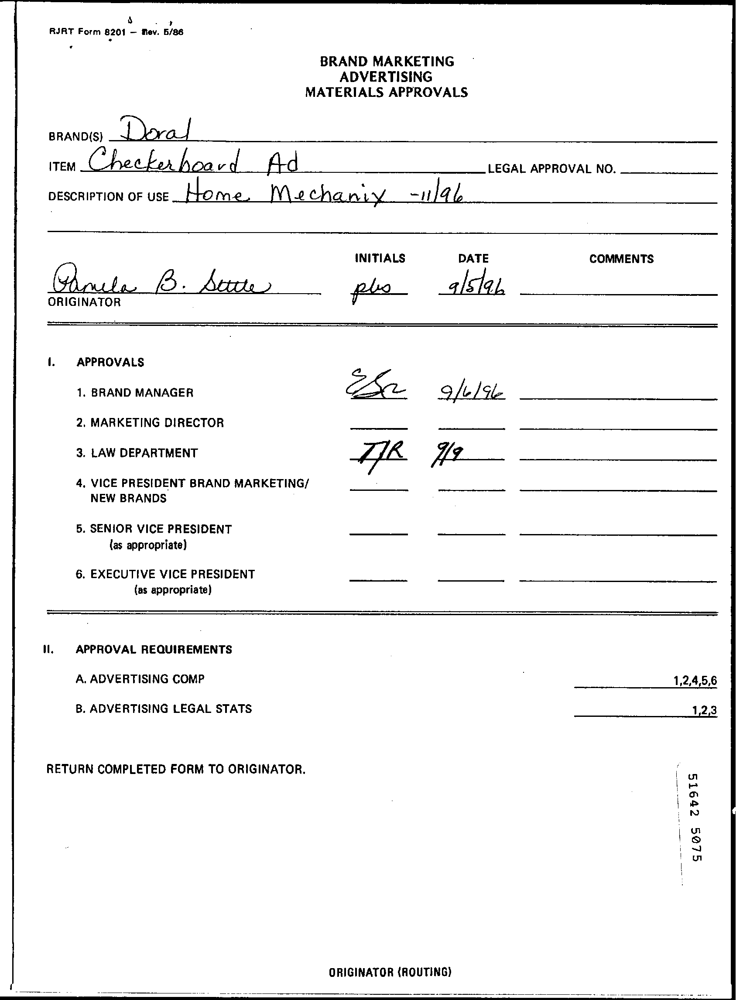 RJRT Form 8201 — Rev. 5/86
BRAND MARKETING
ADVERTISING
MATERIALS APPROVALS
BRAND(S) Doral
ITEM Checkerboard Ad LEGAL APPROVAL NO.
DESCRIPTION OF USE Home Mechanix -11/96
INITIALS DATE COMMENTS
Pamela B. pbs 9/5/96
ORIGINATOR
I. APPROVALS
1. BRAND MANAGER 9/6/96
2. MARKETING DIRECTOR
3. LAW DEPARTMENT 9/9
4. VICE PRESIDENT BRAND MARKETING/
NEW BRANDS
5. SENIOR VICE PRESIDENT
(as appropriate)
6. EXECUTIVE VICE PRESIDENT
(as appropriate)
II. APPROVAL REQUIREMENTS
A. ADVERTISING COMP 1,2,4,5,6
B. ADVERTISING LEGAL STATS 1,2,3
RETURN COMPLETED FORM TO ORIGINATOR.
51642 5075
ORIGINATOR (ROUTING)